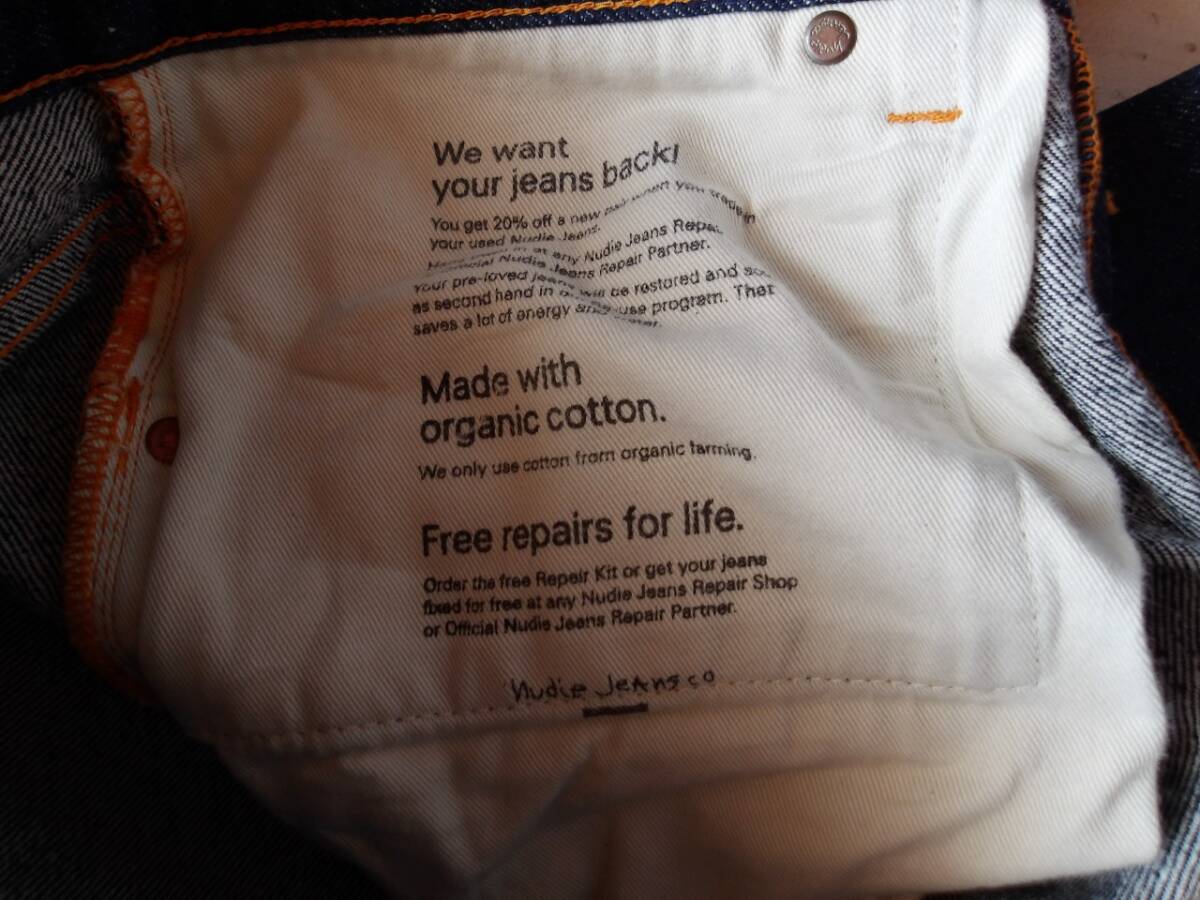 We want
your jeans back!
You get 20% off a new pair when you trade in
your used Nudie Jeans.
at any Nudie Jeans
Nudie Jeans Repair Partner.
Your pre-loved jeans will be restored and
as second hand in
saves a lot of energy
Made with
organic cotton.
We only use cotton from organic farming.
Free repairs for life.
Order the free Repair Kit or get your jeans
fixed for free at any Nudie Jeans Repair Shop
or Official Nudie Jeans Repair Partner.
Nudie Jeans co